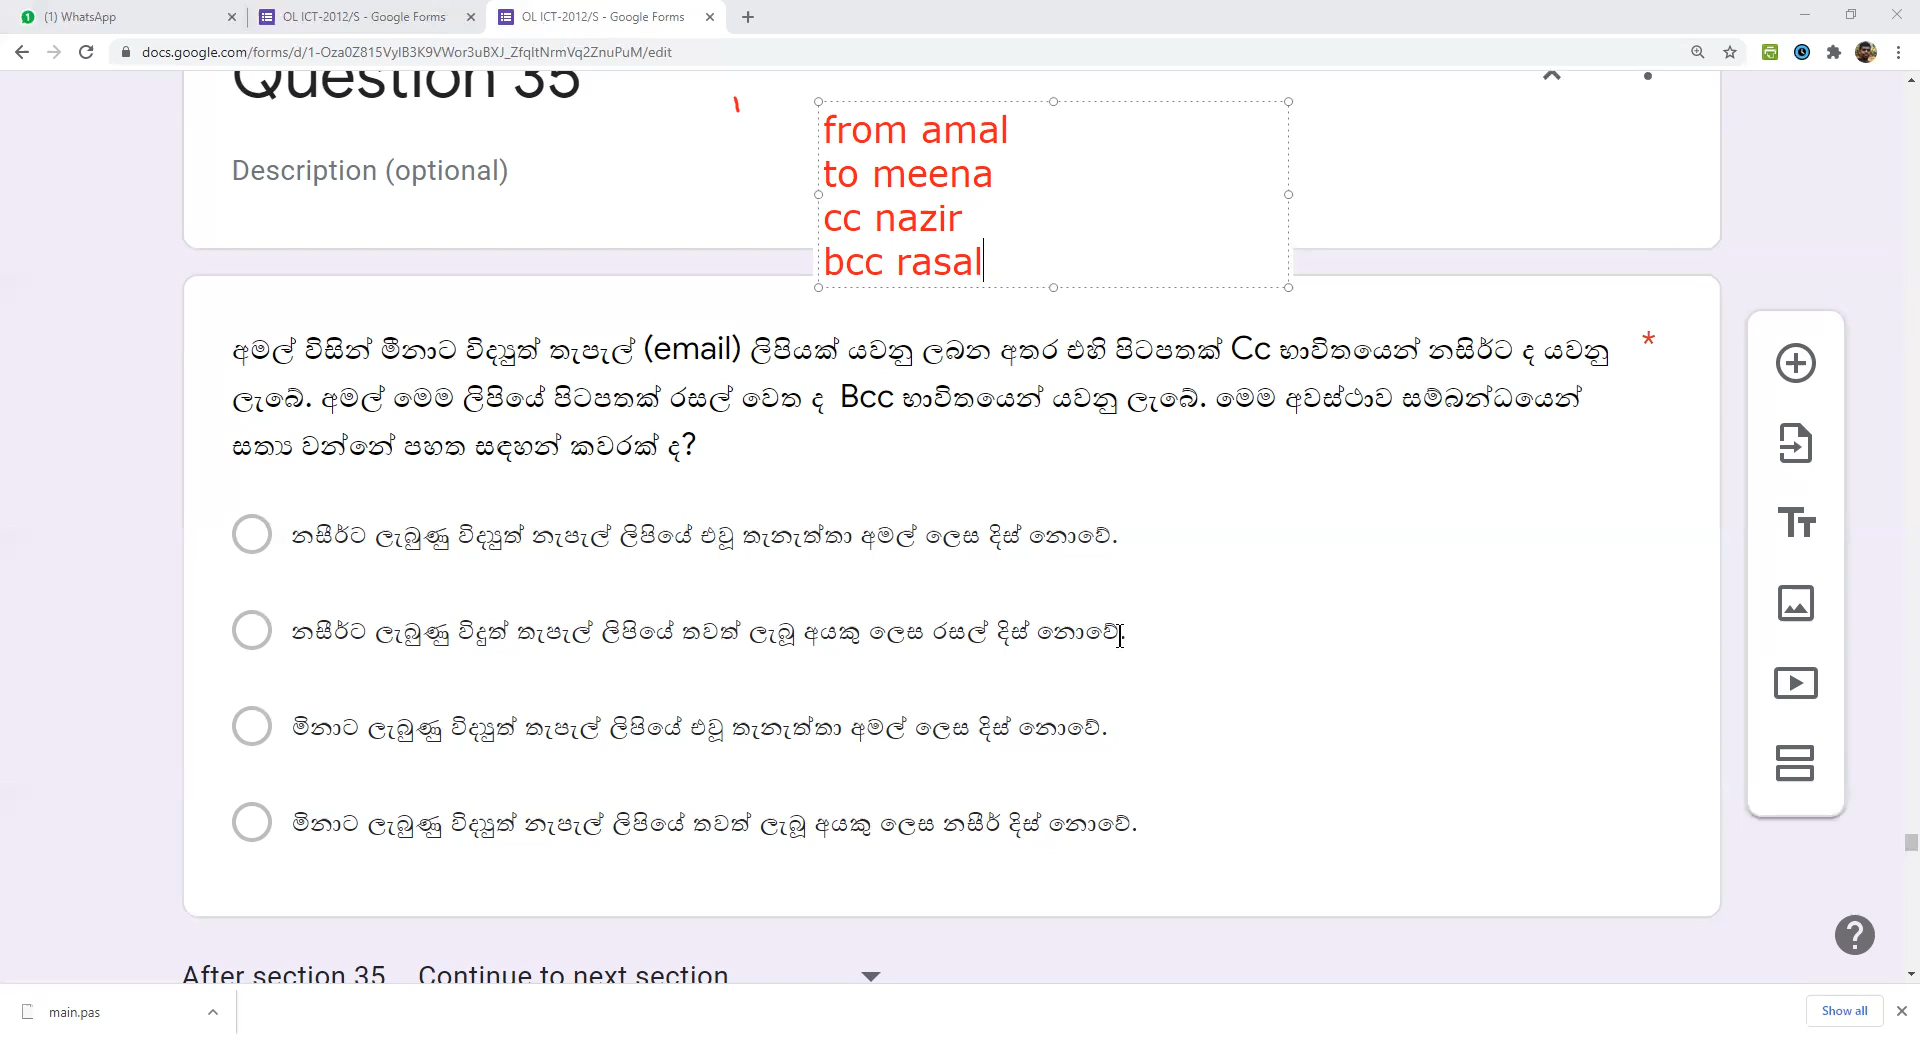 (1) WhatsApp
OL ICT-2012/S - Google Forms
OL ICT-2012/S - Google Forms
docs.google.com/forms/d/1-Oza0Z815VyIB3K9VWor3uBXJ_ZfqItNrmVq2ZnuPuM/edit
Question 35
Description (optional)
from amal
to meena
cc nazir
bcc rasal
අමල් විසින් මීනාට විද්‍යුත් තැපැල් (email) ලිපියක් යවනු ලබන අතර එහි පිටපතක් Cc භාවිතයෙන් නසිර්ට ද යවනු *
ලැබේ. අමල් මෙම ලිපියේ පිටපතක් රසල් වෙත ද Bcc භාවිතයෙන් යවනු ලැබේ. මෙම අවස්ථාව සම්බන්ධයෙන්
සත්‍ය වන්නේ පහත සඳහන් කවරක් ද?
නසීර්ට ලැබුණු විද්‍යුත් නැපැල් ලිපියේ එවූ තැනැත්තා අමල් ලෙස දිස් නොවේ.
නසීර්ට ලැබුණු විදුත් තැපැල් ලිපියේ තවත් ලැබූ අයකු ලෙස රසල් දිස් නොවේ.
මිනාට ලැබුණු විද්‍යුත් තැපැල් ලිපියේ එවූ තැනැත්තා අමල් ලෙස දිස් නොවේ.
මිනාට ලැබුණු විද්‍යුත් නැපැල් ලිපියේ තවත් ලැබූ අයකු ලෙස නසීර් දිස් නොවේ.
After section 35 Continue to next section
main.pas
Show all